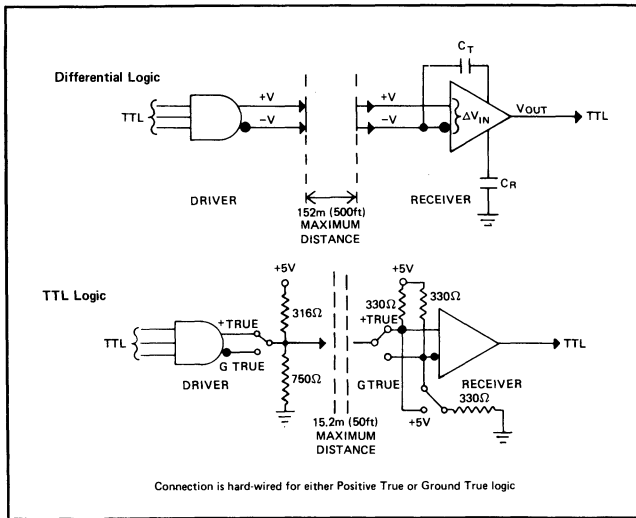 Differential Logic
TTL
+V
−V
DRIVER
152m (500ft)
MAXIMUM
DISTANCE
+V
−V
C_T
ΔV_IN
V_OUT
TTL
C_R
RECEIVER
TTL Logic
TTL
+TRUE
G TRUE
DRIVER
+5V
316Ω
750Ω
15.2m (50ft)
MAXIMUM
DISTANCE
+5V
330Ω
330Ω
+TRUE
G TRUE
RECEIVER
330Ω
+5V
TTL
Connection is hard-wired for either Positive True or Ground True logic